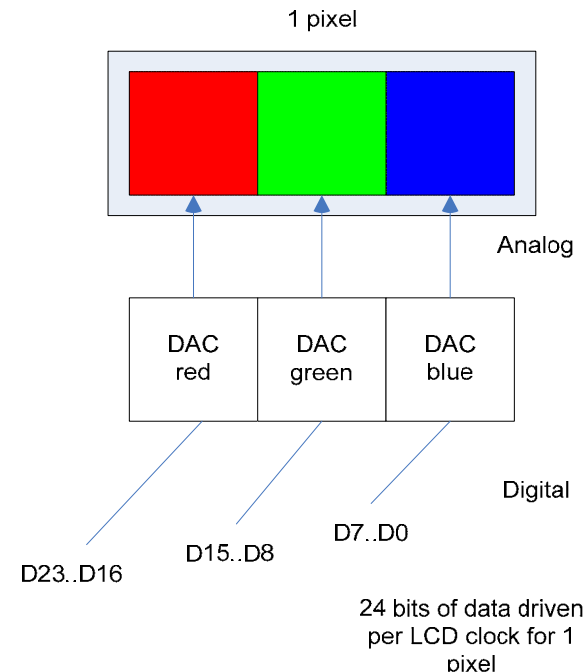 1 pixel
Analog
DAC
red
DAC
green
DAC
blue
Digital
D7..D0
D15..D8
D23..D16
24 bits of data driven
per LCD clock for 1
pixel